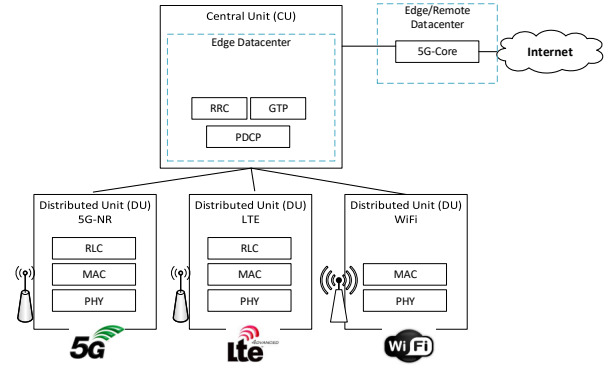 Central Unit (CU)
Edge Datacenter
RRC
GTP
PDCP
Edge/Remote
Datacenter
5G-Core
Internet
Distributed Unit (DU)
5G-NR
RLC
MAC
PHY
5G
Distributed Unit (DU)
LTE
RLC
MAC
PHY
lte
ADVANCED
Distributed Unit (DU)
WiFi
MAC
PHY
Wi Fi